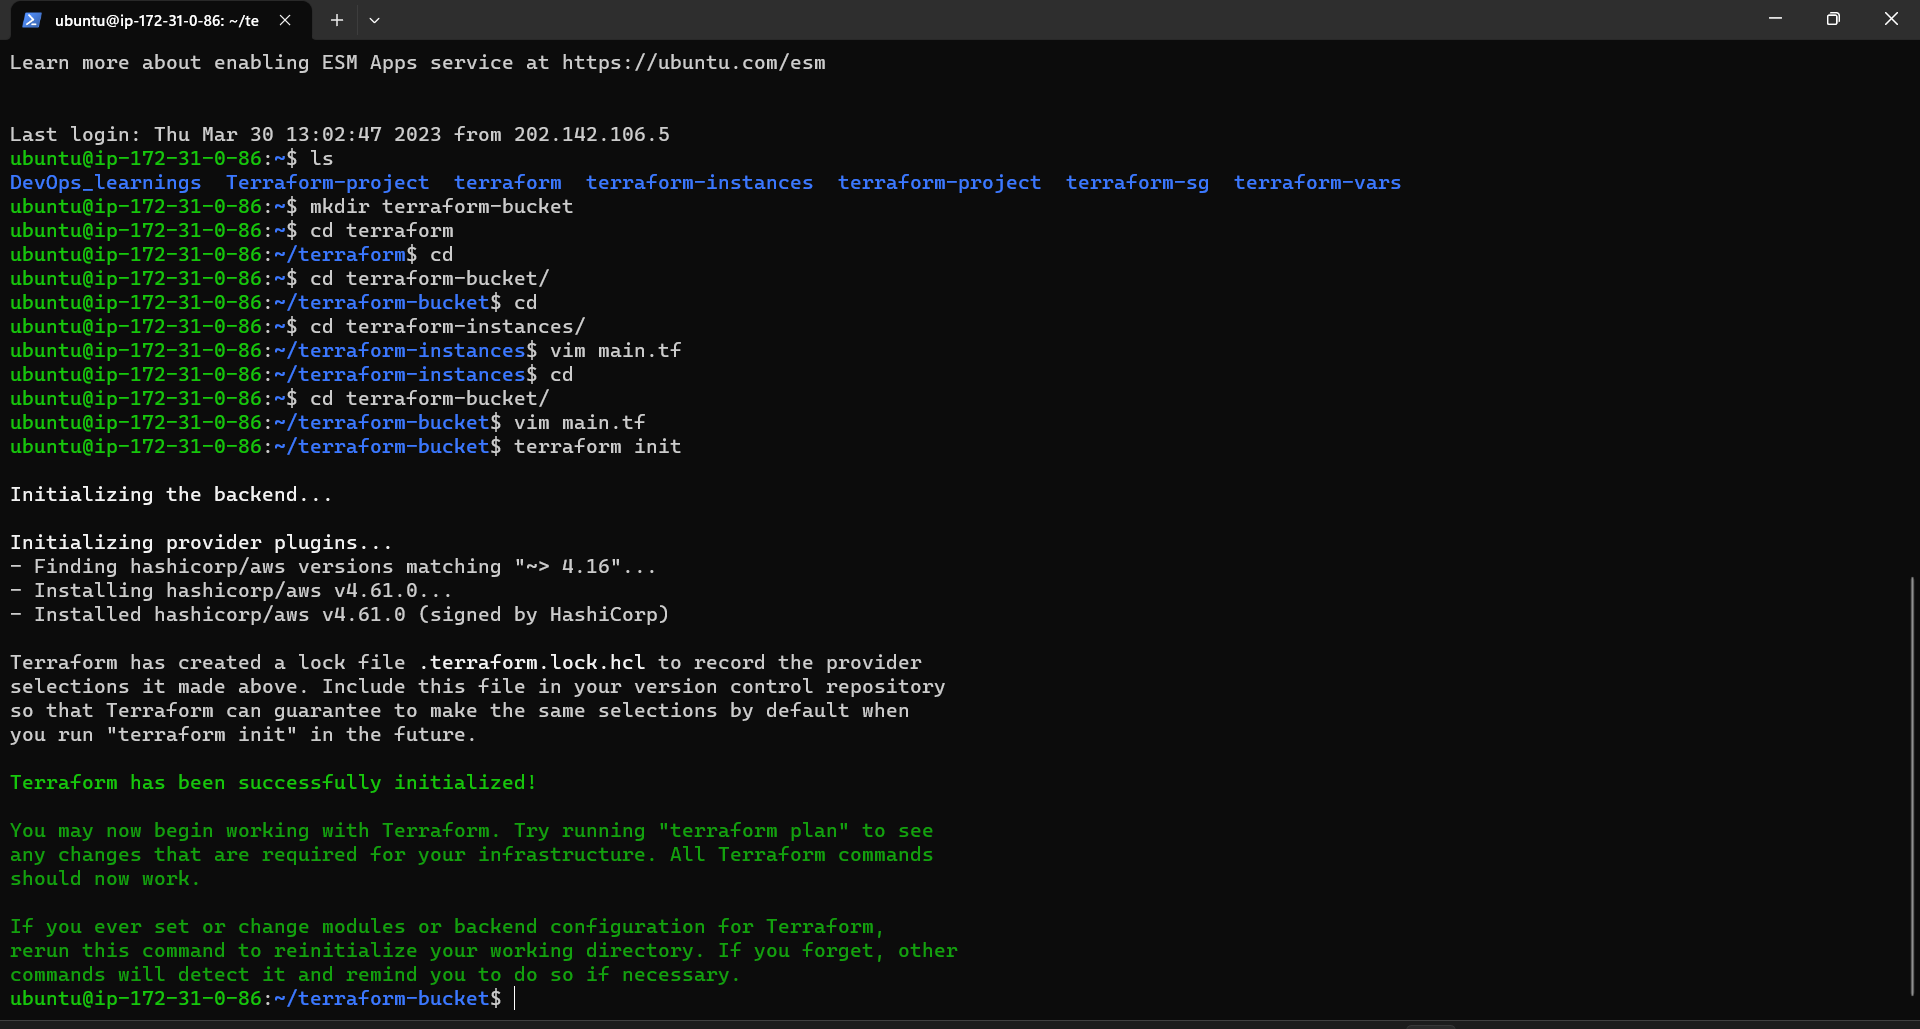 ubuntu@ip-172-31-0-86: ~/te
Learn more about enabling ESM Apps service at https://ubuntu.com/esm
Last login: Thu Mar 30 13:02:47 2023 from 202.142.106.5
ubuntu@ip-172-31-0-86:~$ ls
DevOps_learnings  Terraform-project  terraform  terraform-instances  terraform-project  terraform-sg  terraform-vars
ubuntu@ip-172-31-0-86:~$ mkdir terraform-bucket
ubuntu@ip-172-31-0-86:~$ cd terraform
ubuntu@ip-172-31-0-86:~/terraform$ cd
ubuntu@ip-172-31-0-86:~$ cd terraform-bucket/
ubuntu@ip-172-31-0-86:~/terraform-bucket$ cd
ubuntu@ip-172-31-0-86:~$ cd terraform-instances/
ubuntu@ip-172-31-0-86:~/terraform-instances$ vim main.tf
ubuntu@ip-172-31-0-86:~/terraform-instances$ cd
ubuntu@ip-172-31-0-86:~$ cd terraform-bucket/
ubuntu@ip-172-31-0-86:~/terraform-bucket$ vim main.tf
ubuntu@ip-172-31-0-86:~/terraform-bucket$ terraform init
Initializing the backend...
Initializing provider plugins...
- Finding hashicorp/aws versions matching "~> 4.16"...
- Installing hashicorp/aws v4.61.0...
- Installed hashicorp/aws v4.61.0 (signed by HashiCorp)
Terraform has created a lock file .terraform.lock.hcl to record the provider
selections it made above. Include this file in your version control repository
so that Terraform can guarantee to make the same selections by default when
you run "terraform init" in the future.
Terraform has been successfully initialized!
You may now begin working with Terraform. Try running "terraform plan" to see
any changes that are required for your infrastructure. All Terraform commands
should now work.
If you ever set or change modules or backend configuration for Terraform,
rerun this command to reinitialize your working directory. If you forget, other
commands will detect it and remind you to do so if necessary.
ubuntu@ip-172-31-0-86:~/terraform-bucket$